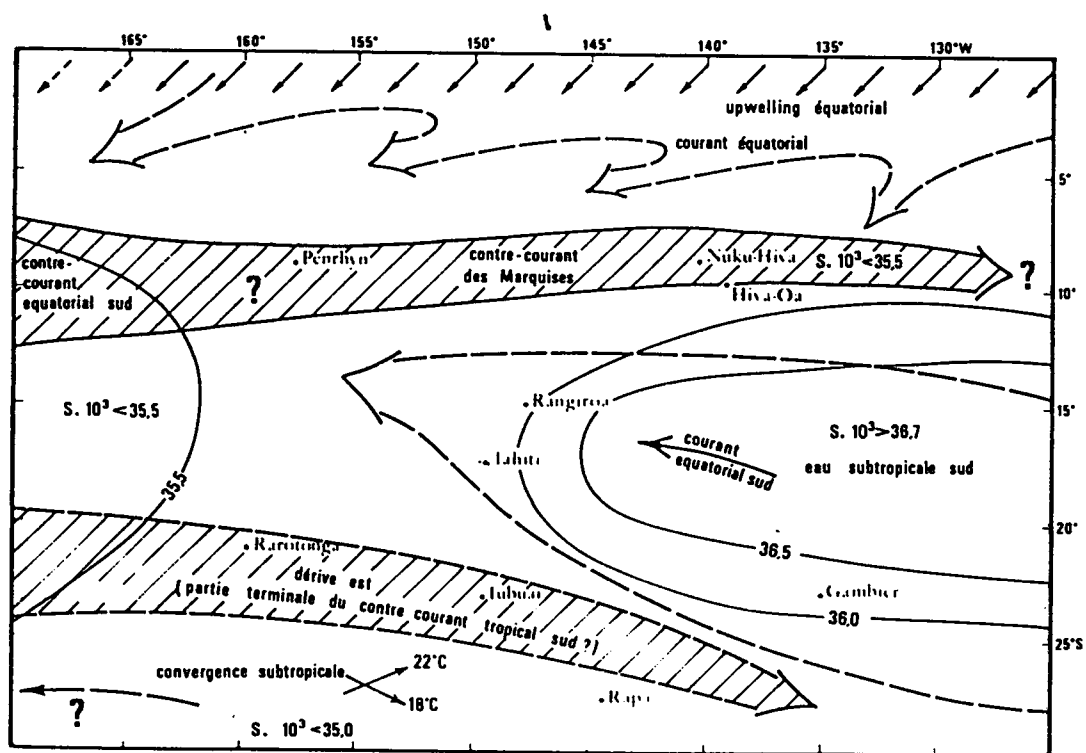 165° 160° 155° 150° 145° 140° 135° 130°W
upwelling équatorial
courant équatorial
5°
contre-
courant
equatorial sud
?
Penrhyn
contre-courant
des Marquises
Nuku-Hiva
S. 10³<35,5
?
Hiva-Oa
10°
S. 10³<35,5
35,5
Rangiroa
15°
Tahiti
courant
equatorial sud
S. 10³>36,7
eau subtropicale sud
20°
36,5
Rarotonga
dérive est
(partie terminale du contre courant tropical sud ?)
Tubuai
Gambier
36,0
25°S
convergence subtropicale
22°C
18°C
Rapa
?
S. 10³<35,0